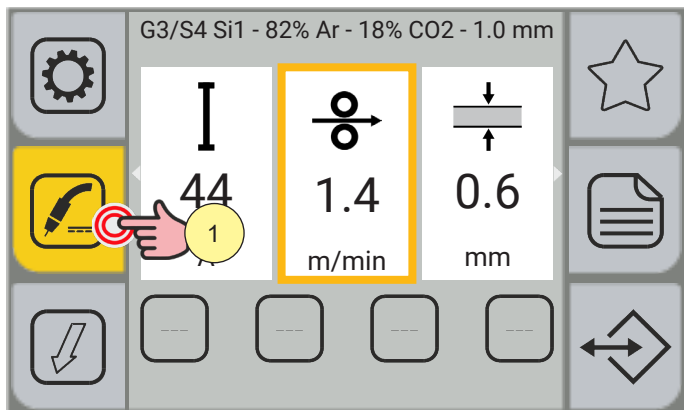 G3/S4 Si1 - 82% Ar - 18% CO2 - 1.0 mm
44
1.4
0.6
1
m/min
mm
---
---
---
---